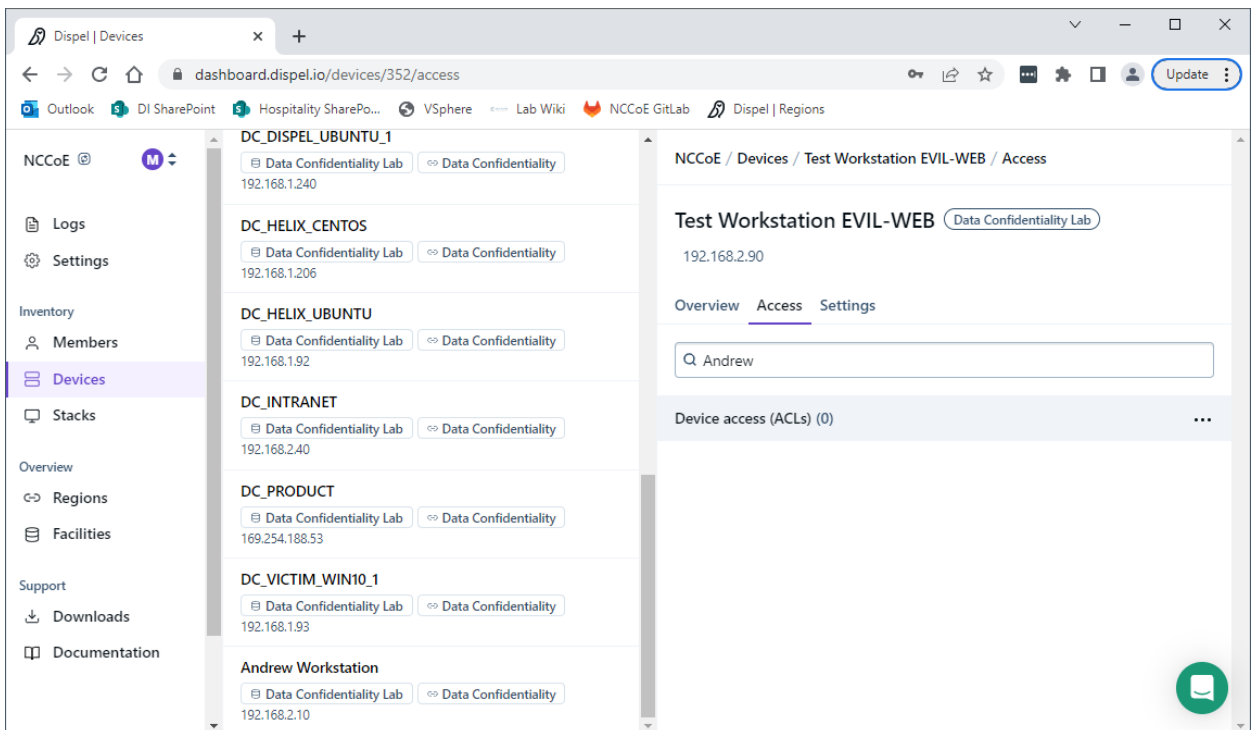 Dispel | Devices
dashboard.dispel.io/devices/352/access
Update
Outlook DI SharePoint Hospitality SharePo... VSphere Lab Wiki NCCoE GitLab Dispel | Regions
NCCoE M
Logs
Settings
Inventory
Members
Devices
Stacks
Overview
Regions
Facilities
Support
Downloads
Documentation
DC_DISPEL_UBUNTU_1
Data Confidentiality Lab Data Confidentiality
192.168.1.240
DC_HELIX_CENTOS
Data Confidentiality Lab Data Confidentiality
192.168.1.206
DC_HELIX_UBUNTU
Data Confidentiality Lab Data Confidentiality
192.168.1.92
DC_INTRANET
Data Confidentiality Lab Data Confidentiality
192.168.2.40
DC_PRODUCT
Data Confidentiality Lab Data Confidentiality
169.254.188.53
DC_VICTIM_WIN10_1
Data Confidentiality Lab Data Confidentiality
192.168.1.93
Andrew Workstation
Data Confidentiality Lab Data Confidentiality
192.168.2.10
NCCoE / Devices / Test Workstation EVIL-WEB / Access
Test Workstation EVIL-WEB Data Confidentiality Lab
192.168.2.90
Overview Access Settings
Andrew
Device access (ACLs) (0) ...